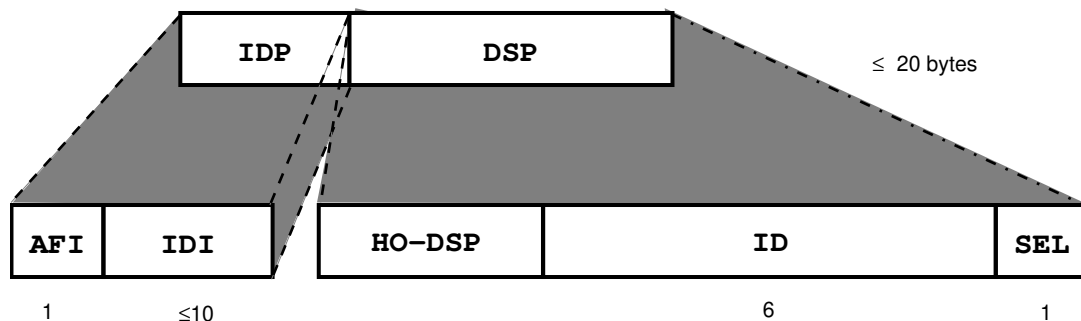 IDP DSP
≤ 20 bytes
AFI IDI HO−DSP ID SEL
1 ≤10 6 1